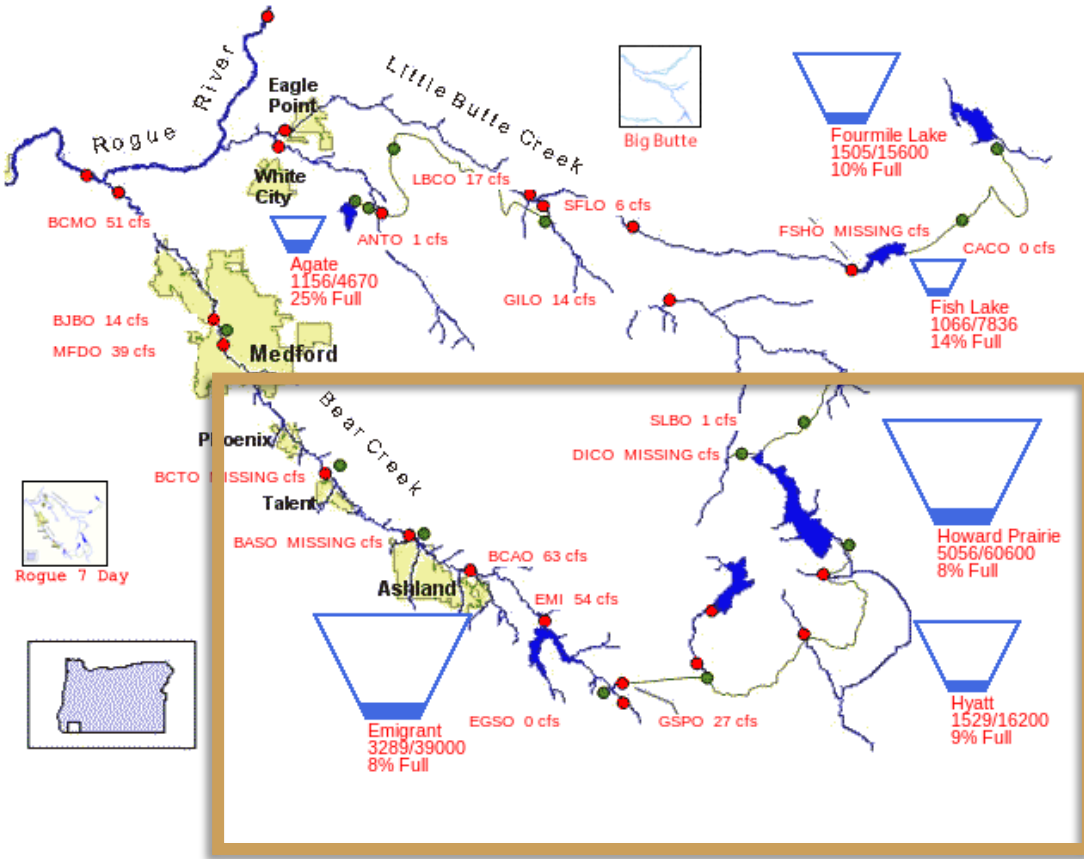 Rogue River
Eagle
Point
Little Butte Creek
Big Butte
Fourmile Lake
1505/15600
10% Full
White
City
LBCO 17 cfs
SFLO 6 cfs
BCMO 51 cfs
ANTO 1 cfs
FSHO MISSING cfs
CACO 0 cfs
Agate
1156/4670
25% Full
GILO 14 cfs
Fish Lake
1066/7836
14% Full
BJBO 14 cfs
MFDO 39 cfs
Medford
Bear Creek
SLBO 1 cfs
Phoenix
DICO MISSING cfs
BCTO MISSING cfs
Talent
Howard Prairie
5056/60600
8% Full
BASO MISSING cfs
BCAO 63 cfs
Rogue 7 Day
Ashland
EMI 54 cfs
EGSO 0 cfs
GSPO 27 cfs
Hyatt
1529/16200
9% Full
Emigrant
3289/39000
8% Full